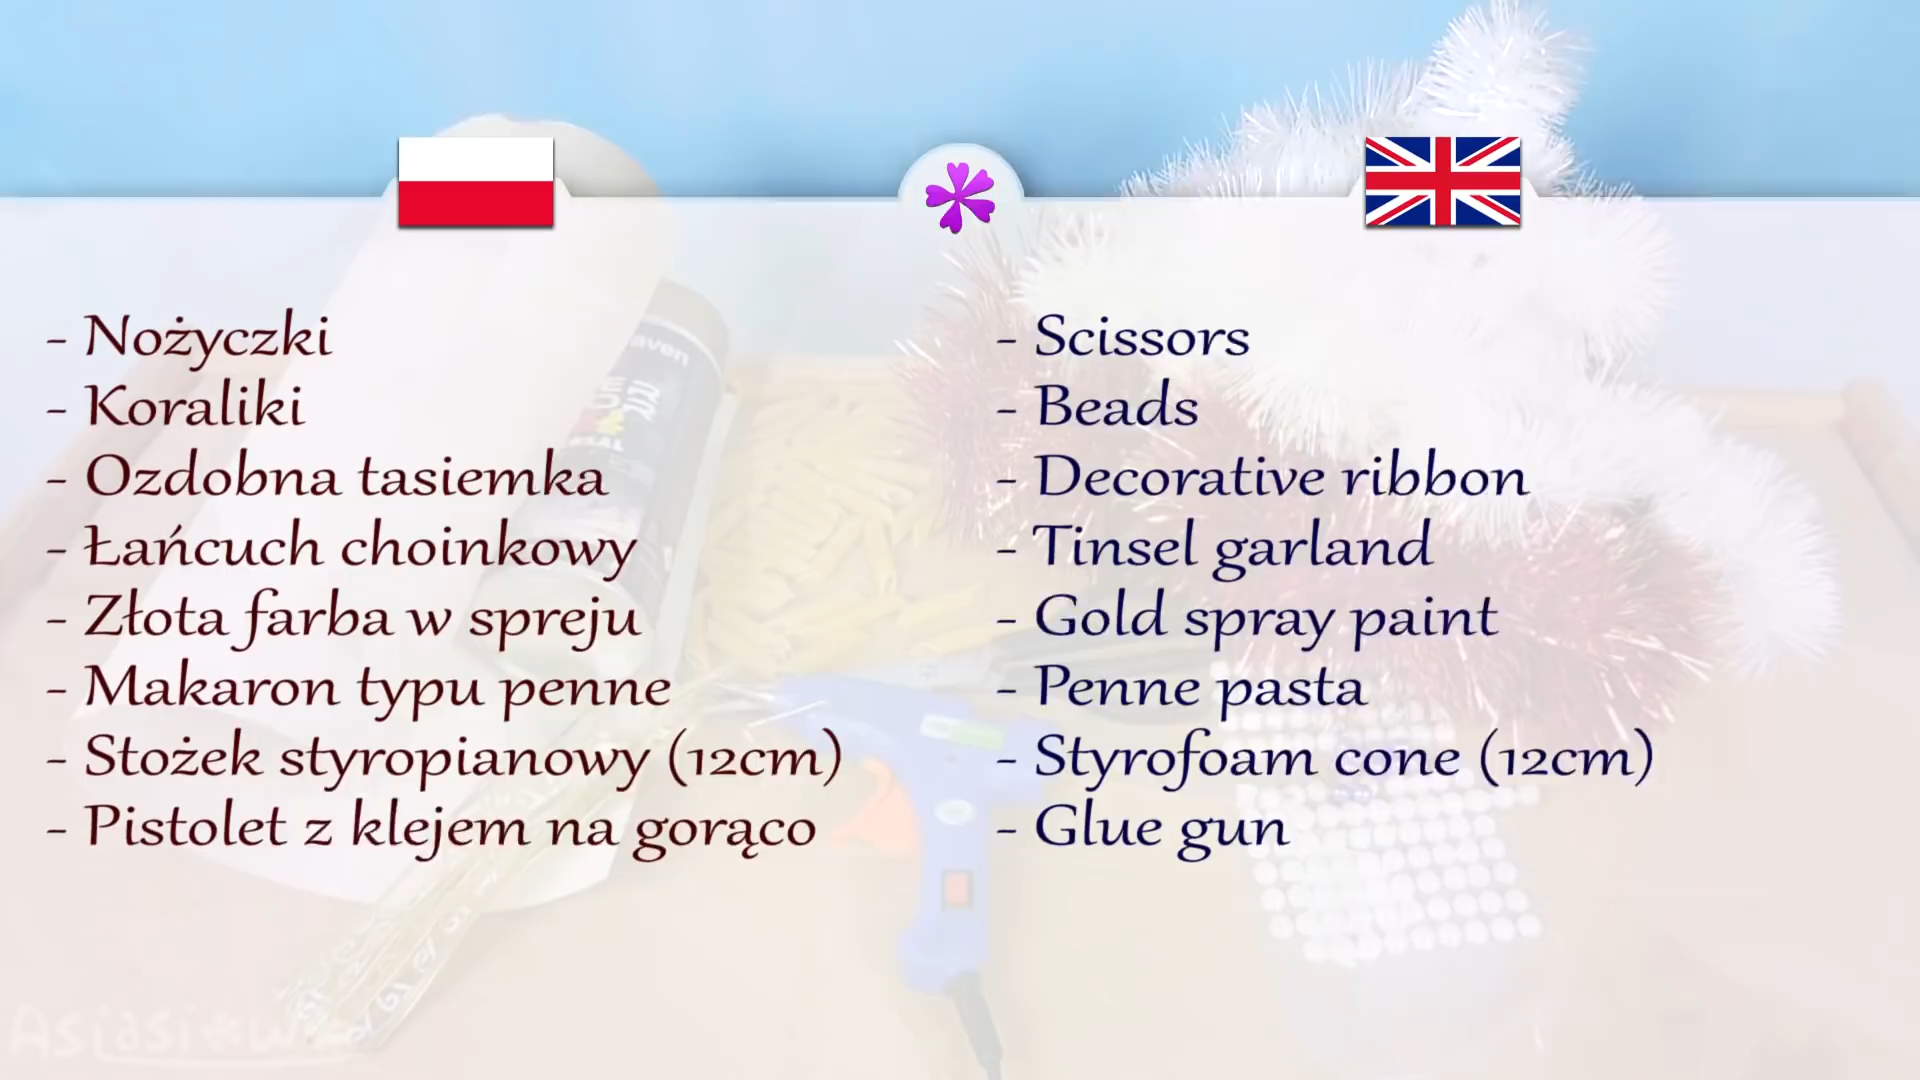 - Nożyczki
- Koraliki
- Ozdobna tasiemka
- Łańcuch choinkowy
- Złota farba w spreju
- Makaron typu penne
- Stożek styropianowy (12cm)
- Pistolet z klejem na gorąco
- Scissors
- Beads
- Decorative ribbon
- Tinsel garland
- Gold spray paint
- Penne pasta
- Styrofoam cone (12cm)
- Glue gun